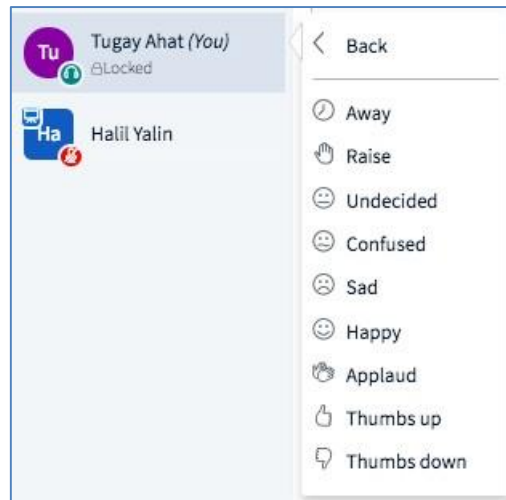 Tu
Tugay Ahat (You)
Locked
Ha
Halil Yalin
Back
Away
Raise
Undecided
Confused
Sad
Happy
Applaud
Thumbs up
Thumbs down